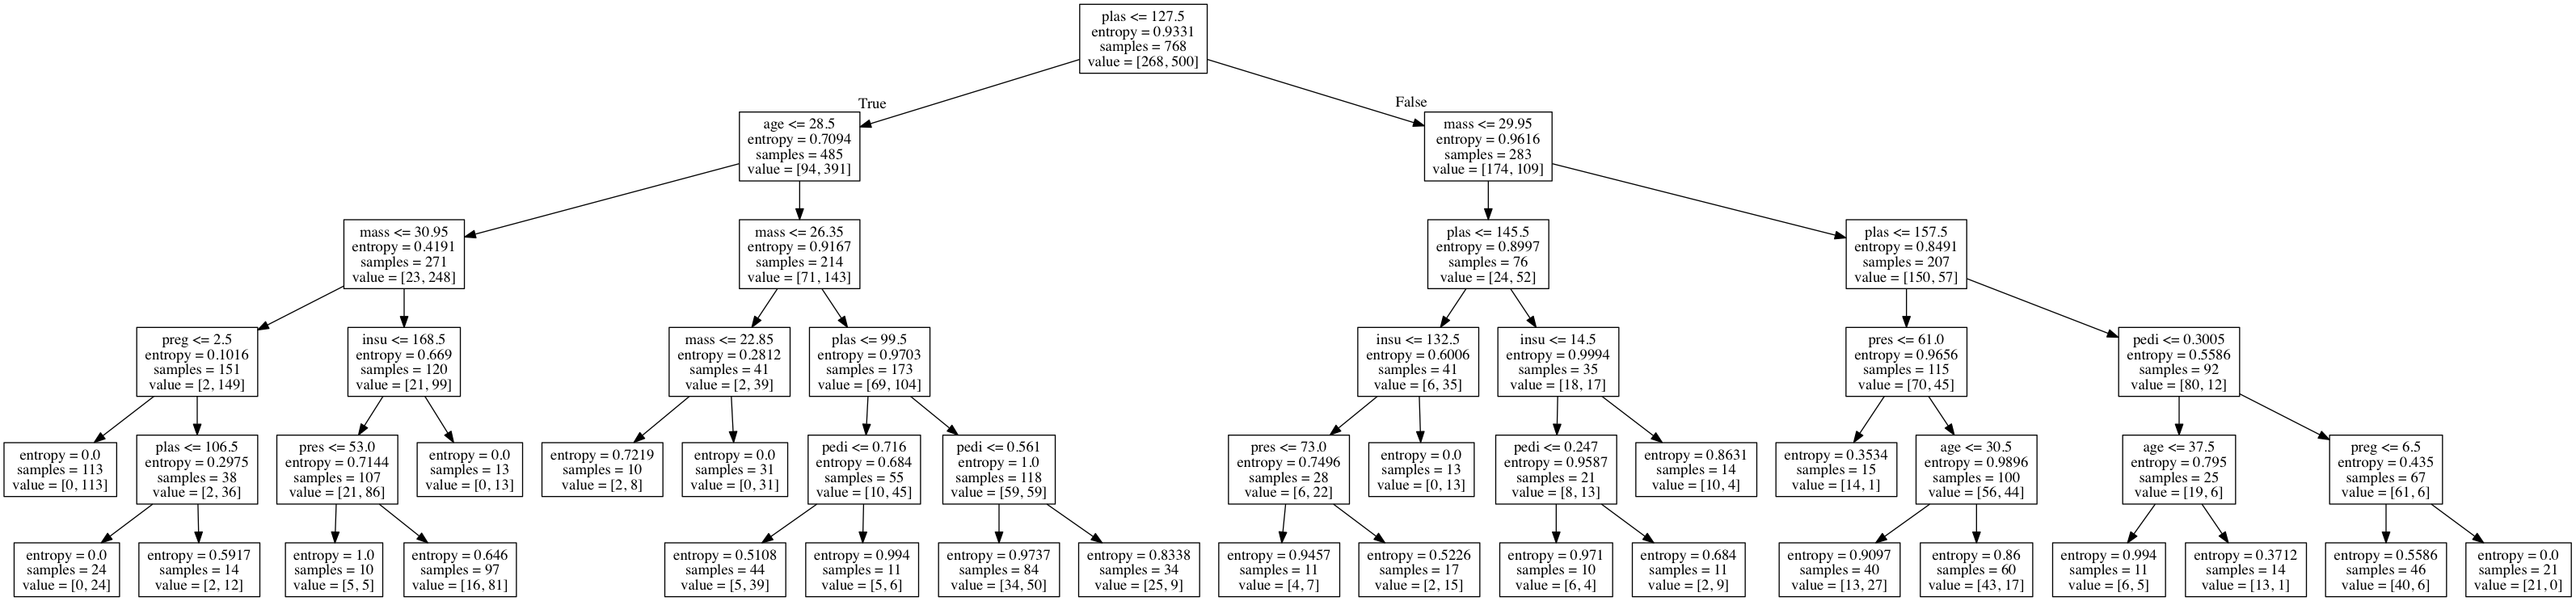 plas <= 127.5
entropy = 0.9331
samples = 768
value = [268, 500]
True
False
age <= 28.5
entropy = 0.7094
samples = 485
value = [94, 391]
mass <= 29.95
entropy = 0.9616
samples = 283
value = [174, 109]
mass <= 30.95
entropy = 0.4191
samples = 271
value = [23, 248]
mass <= 26.35
entropy = 0.9167
samples = 214
value = [71, 143]
plas <= 145.5
entropy = 0.8997
samples = 76
value = [24, 52]
plas <= 157.5
entropy = 0.8491
samples = 207
value = [150, 57]
preg <= 2.5
entropy = 0.1016
samples = 151
value = [2, 149]
insu <= 168.5
entropy = 0.669
samples = 120
value = [21, 99]
mass <= 22.85
entropy = 0.2812
samples = 41
value = [2, 39]
plas <= 99.5
entropy = 0.9703
samples = 173
value = [69, 104]
insu <= 132.5
entropy = 0.6006
samples = 41
value = [6, 35]
insu <= 14.5
entropy = 0.9994
samples = 35
value = [18, 17]
pres <= 61.0
entropy = 0.9656
samples = 115
value = [70, 45]
pedi <= 0.3005
entropy = 0.5586
samples = 92
value = [80, 12]
entropy = 0.0
samples = 113
value = [0, 113]
plas <= 106.5
entropy = 0.2975
samples = 38
value = [2, 36]
pres <= 53.0
entropy = 0.7144
samples = 107
value = [21, 86]
entropy = 0.0
samples = 13
value = [0, 13]
entropy = 0.7219
samples = 10
value = [2, 8]
entropy = 0.0
samples = 31
value = [0, 31]
pedi <= 0.716
entropy = 0.684
samples = 55
value = [10, 45]
pedi <= 0.561
entropy = 1.0
samples = 118
value = [59, 59]
pres <= 73.0
entropy = 0.7496
samples = 28
value = [6, 22]
entropy = 0.0
samples = 13
value = [0, 13]
pedi <= 0.247
entropy = 0.9587
samples = 21
value = [8, 13]
entropy = 0.8631
samples = 14
value = [10, 4]
entropy = 0.3534
samples = 15
value = [14, 1]
age <= 30.5
entropy = 0.9896
samples = 100
value = [56, 44]
age <= 37.5
entropy = 0.795
samples = 25
value = [19, 6]
preg <= 6.5
entropy = 0.435
samples = 67
value = [61, 6]
entropy = 0.0
samples = 24
value = [0, 24]
entropy = 0.5917
samples = 14
value = [2, 12]
entropy = 1.0
samples = 10
value = [5, 5]
entropy = 0.646
samples = 97
value = [16, 81]
entropy = 0.5108
samples = 44
value = [5, 39]
entropy = 0.994
samples = 11
value = [5, 6]
entropy = 0.9737
samples = 84
value = [34, 50]
entropy = 0.8338
samples = 34
value = [25, 9]
entropy = 0.9457
samples = 11
value = [4, 7]
entropy = 0.5226
samples = 17
value = [2, 15]
entropy = 0.971
samples = 10
value = [6, 4]
entropy = 0.684
samples = 11
value = [2, 9]
entropy = 0.9097
samples = 40
value = [13, 27]
entropy = 0.86
samples = 60
value = [43, 17]
entropy = 0.994
samples = 11
value = [6, 5]
entropy = 0.3712
samples = 14
value = [13, 1]
entropy = 0.5586
samples = 46
value = [40, 6]
entropy = 0.0
samples = 21
value = [21, 0]